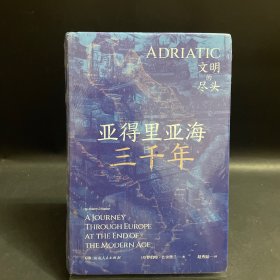 ADRIATIC
文明
的
尽头
亚得里亚海
三千年
A JOURNEY
THROUGH EUROPE
AT THE END OF
THE MODERN AGE